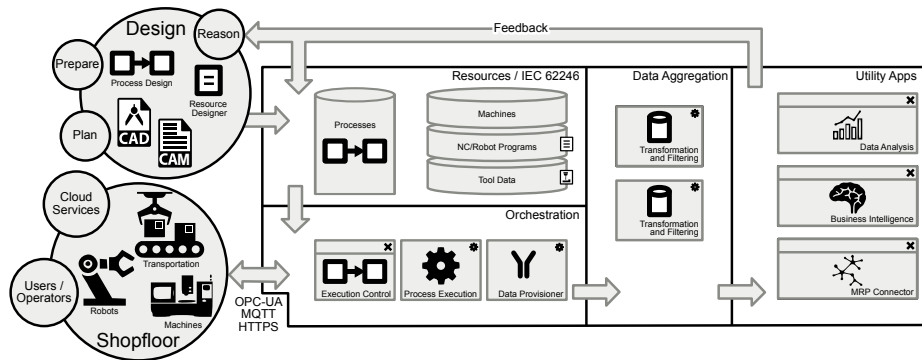 Design
Reason
Prepare
Process Design
Resource
Designer
Plan
CAD
CAM
Cloud
Services
Transportation
Users /
Operators
Robots
Machines
Shopfloor
OPC-UA
MQTT
HTTPS
Feedback
Resources / IEC 62246
Processes
Machines
NC/Robot Programs
Tool Data
Orchestration
Execution Control
Process Execution
Data Provisioner
Data Aggregation
Transformation
and Filtering
Transformation
and Filtering
Utility Apps
Data Analysis
Business Intelligence
MRP Connector